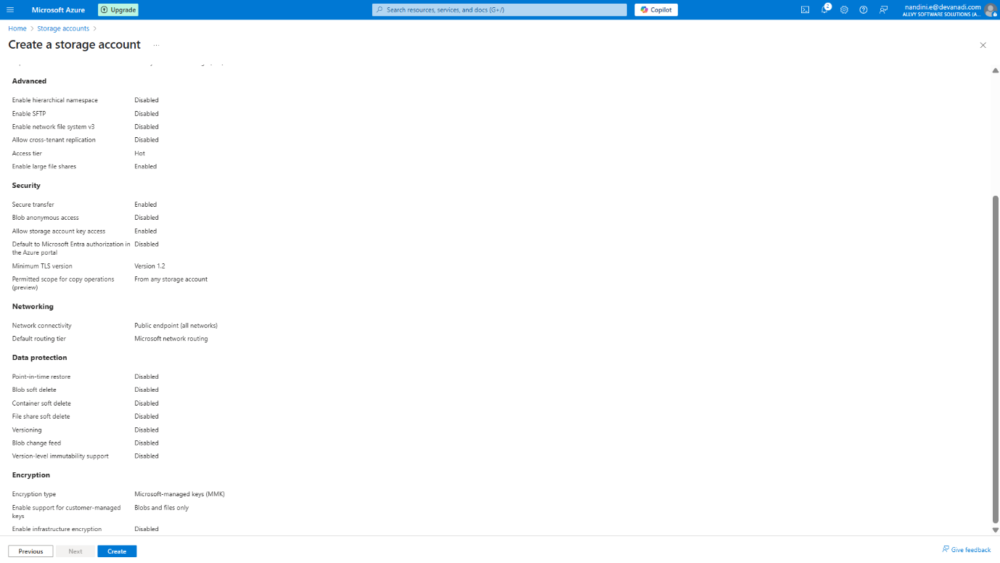 Microsoft Azure
Upgrade
Search resources, services, and docs (G+/)
Copilot
2
nandini.e@devanadi.com
ALLVY SOFTWARE SOLUTIONS (A...
Home > Storage accounts >
Create a storage account ...
Advanced
Enable hierarchical namespace Disabled
Enable SFTP Disabled
Enable network file system v3 Disabled
Allow cross-tenant replication Disabled
Access tier Hot
Enable large file shares Enabled
Security
Secure transfer Enabled
Blob anonymous access Disabled
Allow storage account key access Enabled
Default to Microsoft Entra authorization in Disabled
the Azure portal
Minimum TLS version Version 1.2
Permitted scope for copy operations From any storage account
(preview)
Networking
Network connectivity Public endpoint (all networks)
Default routing tier Microsoft network routing
Data protection
Point-in-time restore Disabled
Blob soft delete Disabled
Container soft delete Disabled
File share soft delete Disabled
Versioning Disabled
Blob change feed Disabled
Version-level immutability support Disabled
Encryption
Encryption type Microsoft-managed keys (MMK)
Enable support for customer-managed Blobs and files only
keys
Enable infrastructure encryption Disabled
Previous
Next
Create
Give feedback